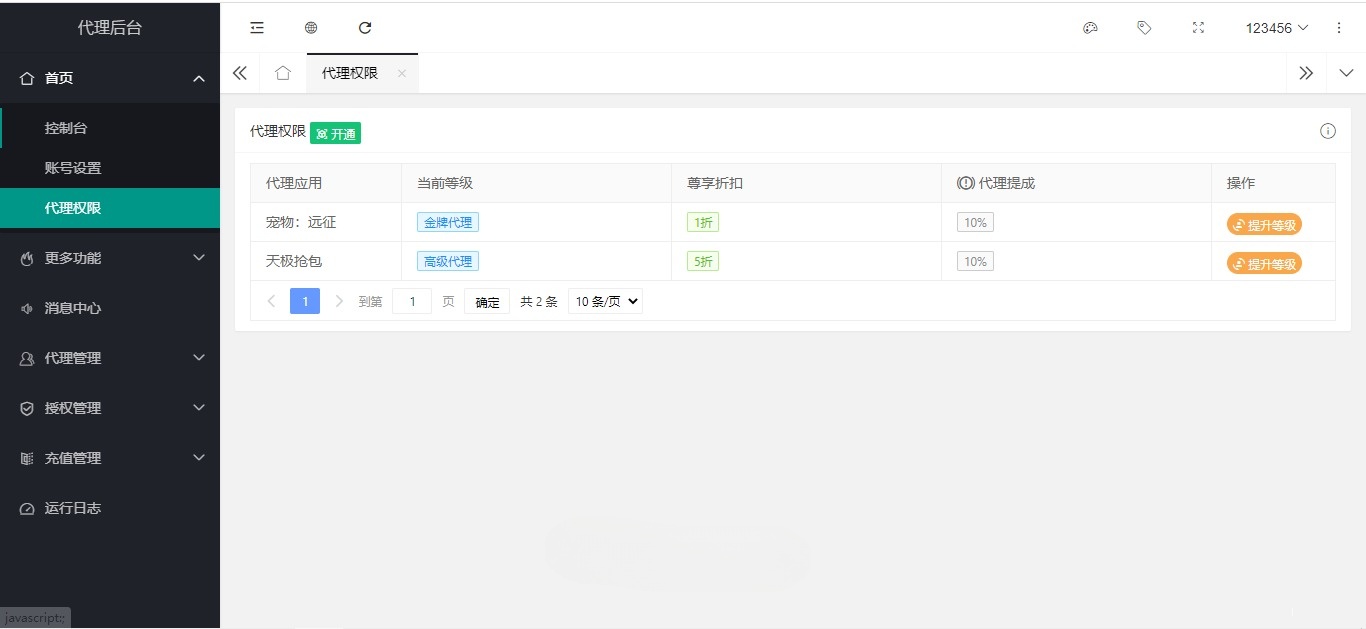 代理后台
首页
控制台
账号设置
代理权限
更多功能
消息中心
代理管理
授权管理
充值管理
运行日志
javascript:;
123456
代理权限
代理权限 开通
代理应用 当前等级 尊享折扣 代理提成 操作
宠物：远征 金牌代理 1折 10% 提升等级
天极抢包 高级代理 5折 10% 提升等级
1 到第 1 页 确定 共 2 条 10 条/页